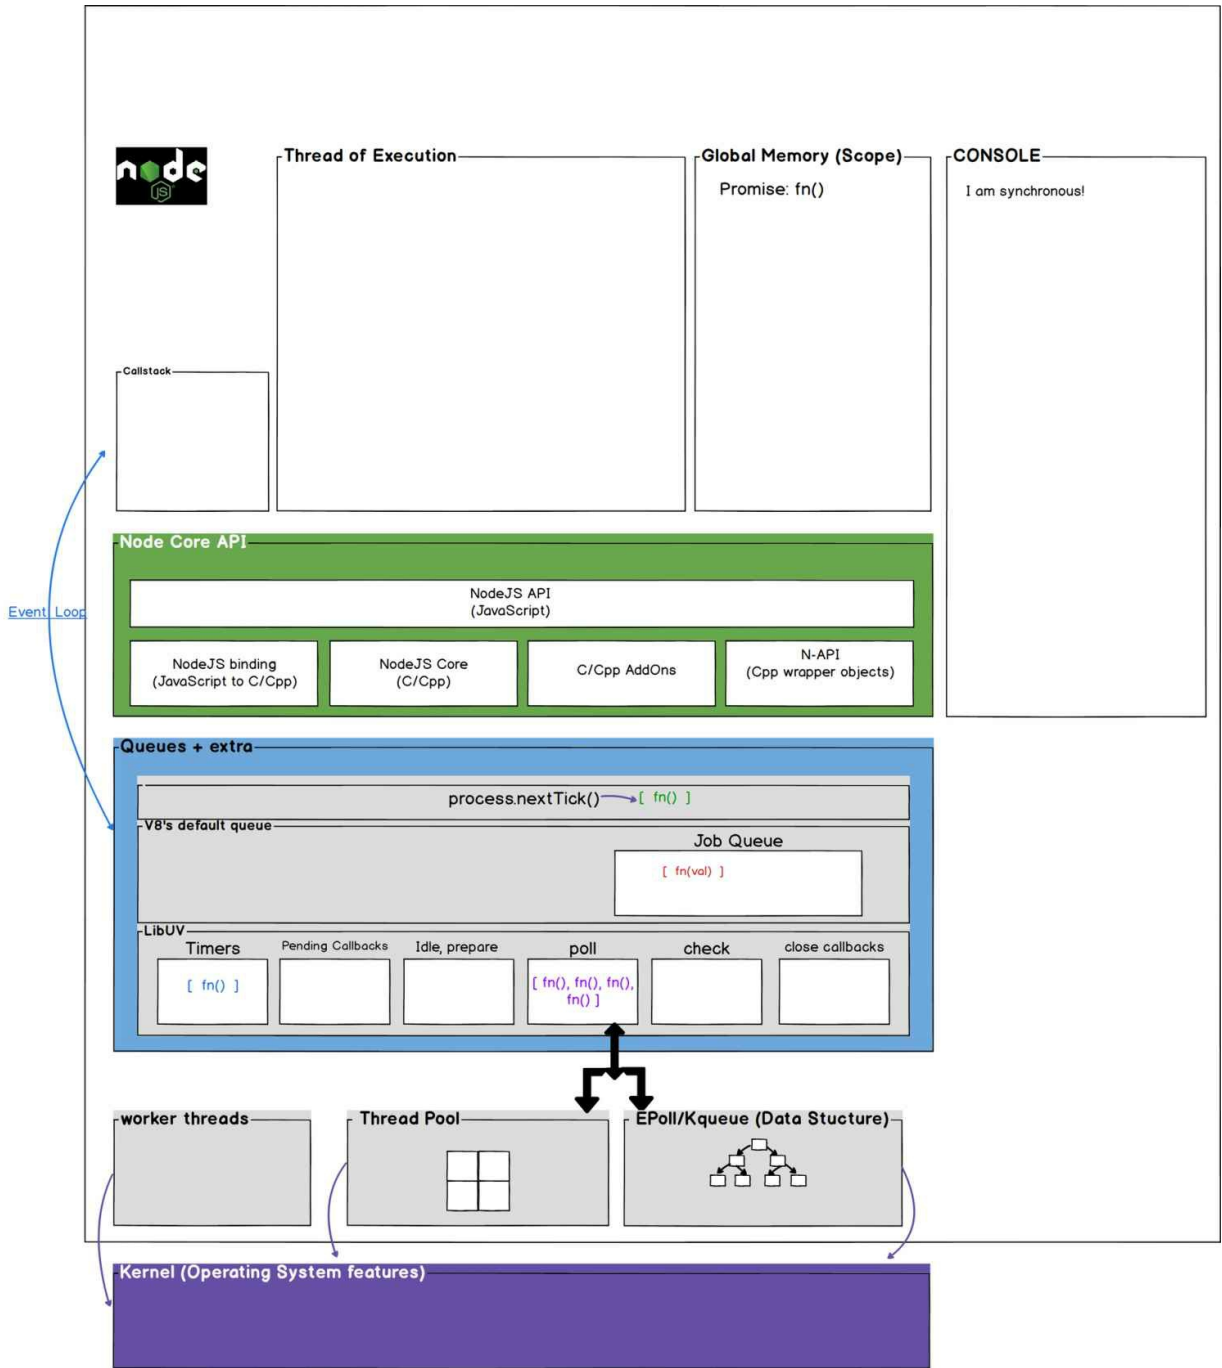 node
JS
Thread of Execution
Global Memory (Scope)
Promise: fn()
CONSOLE
I am synchronous!
Callstack
Event Loop
Node Core API
NodeJS API
(JavaScript)
NodeJS binding
(JavaScript to C/Cpp)
NodeJS Core
(C/Cpp)
C/Cpp AddOns
N-API
(Cpp wrapper objects)
Queues + extra
process.nextTick()
[ fn() ]
V8's default queue
Job Queue
[ fn(val) ]
LibUV
Timers
[ fn() ]
Pending Callbacks
Idle, prepare
poll
[ fn(), fn(), fn(),
fn() ]
check
close callbacks
worker threads
Thread Pool
EPoll/Kqueue (Data Stucture)
Kernel (Operating System features)